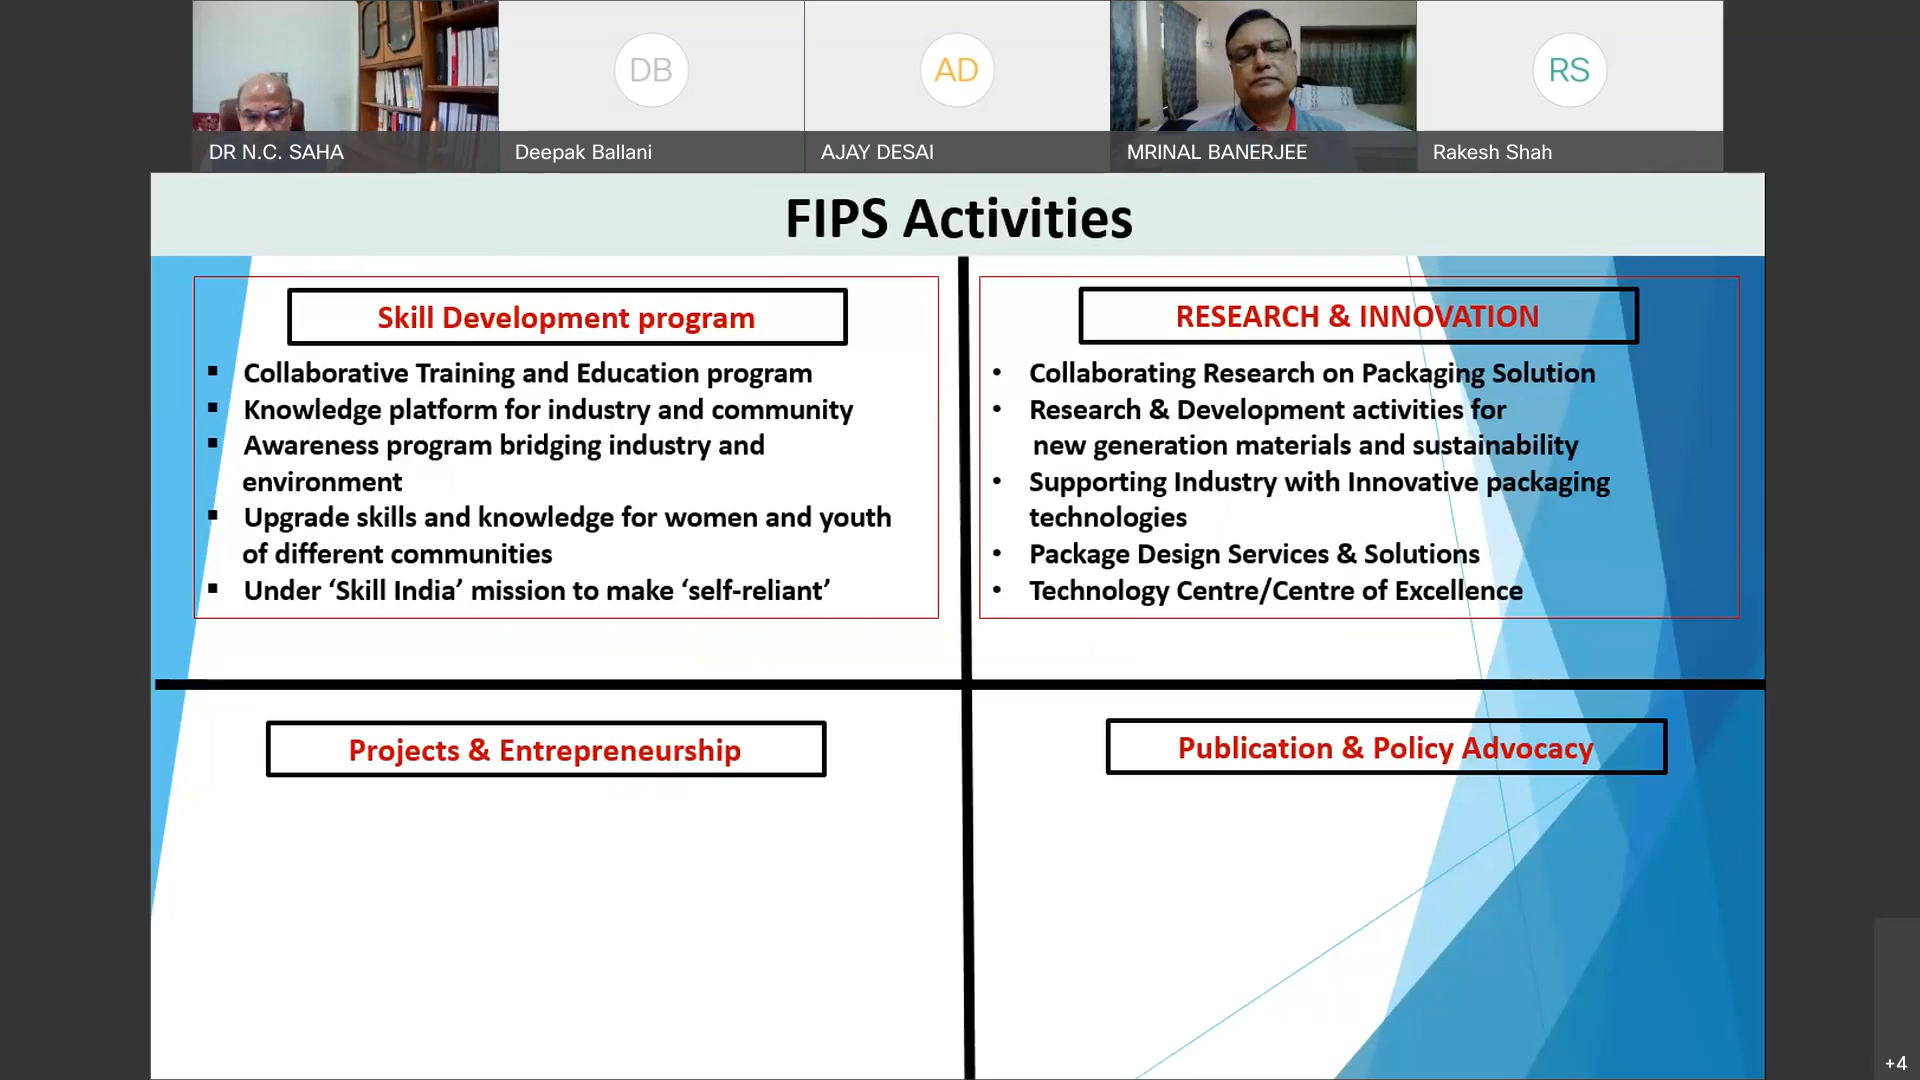 DR N.C. SAHA
DB
Deepak Ballani
AD
AJAY DESAI
MRINAL BANERJEE
RS
Rakesh Shah
FIPS Activities
Skill Development program
Collaborative Training and Education program
Knowledge platform for industry and community
Awareness program bridging industry and
environment
Upgrade skills and knowledge for women and youth
of different communities
Under ‘Skill India’ mission to make ‘self-reliant’
RESEARCH & INNOVATION
Collaborating Research on Packaging Solution
Research & Development activities for
new generation materials and sustainability
Supporting Industry with Innovative packaging
technologies
Package Design Services & Solutions
Technology Centre/Centre of Excellence
Projects & Entrepreneurship
Publication & Policy Advocacy
+4